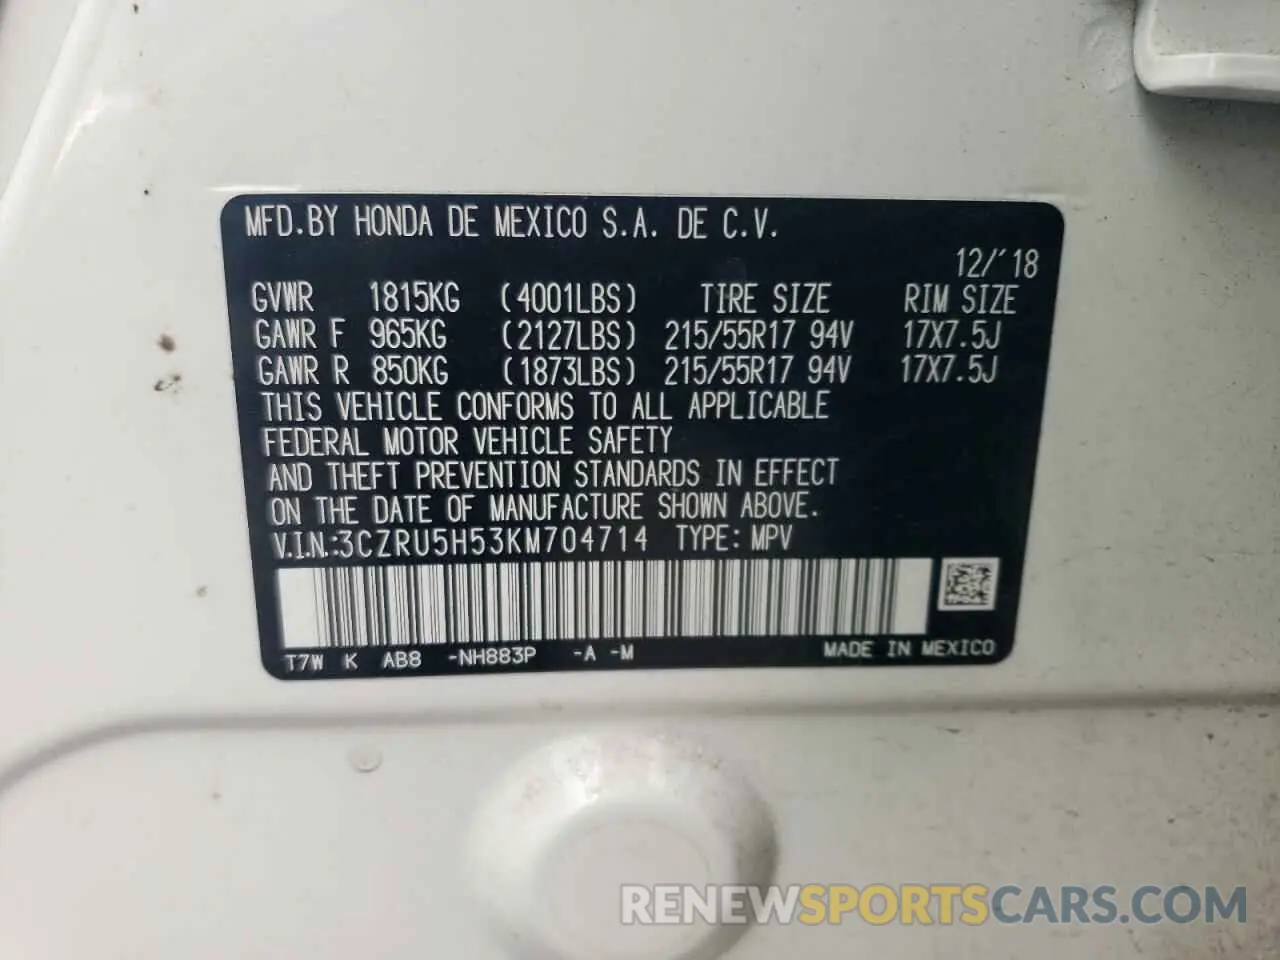 MFD.BY HONDA DE MEXICO S.A. DE C.V.
12/'18
GVWR 1815KG (4001LBS) TIRE SIZE RIM SIZE
GAWR F 965KG (2127LBS) 215/55R17 94V 17X7.5J
GAWR R 850KG (1873LBS) 215/55R17 94V 17X7.5J
THIS VEHICLE CONFORMS TO ALL APPLICABLE
FEDERAL MOTOR VEHICLE SAFETY
AND THEFT PREVENTION STANDARDS IN EFFECT
ON THE DATE OF MANUFACTURE SHOWN ABOVE.
V.I.N.:3CZRU5H53KM704714 TYPE: MPV
T7W K AB8 -NH883P -A -M MADE IN MEXICO
RENEWSPORTSCARS.COM